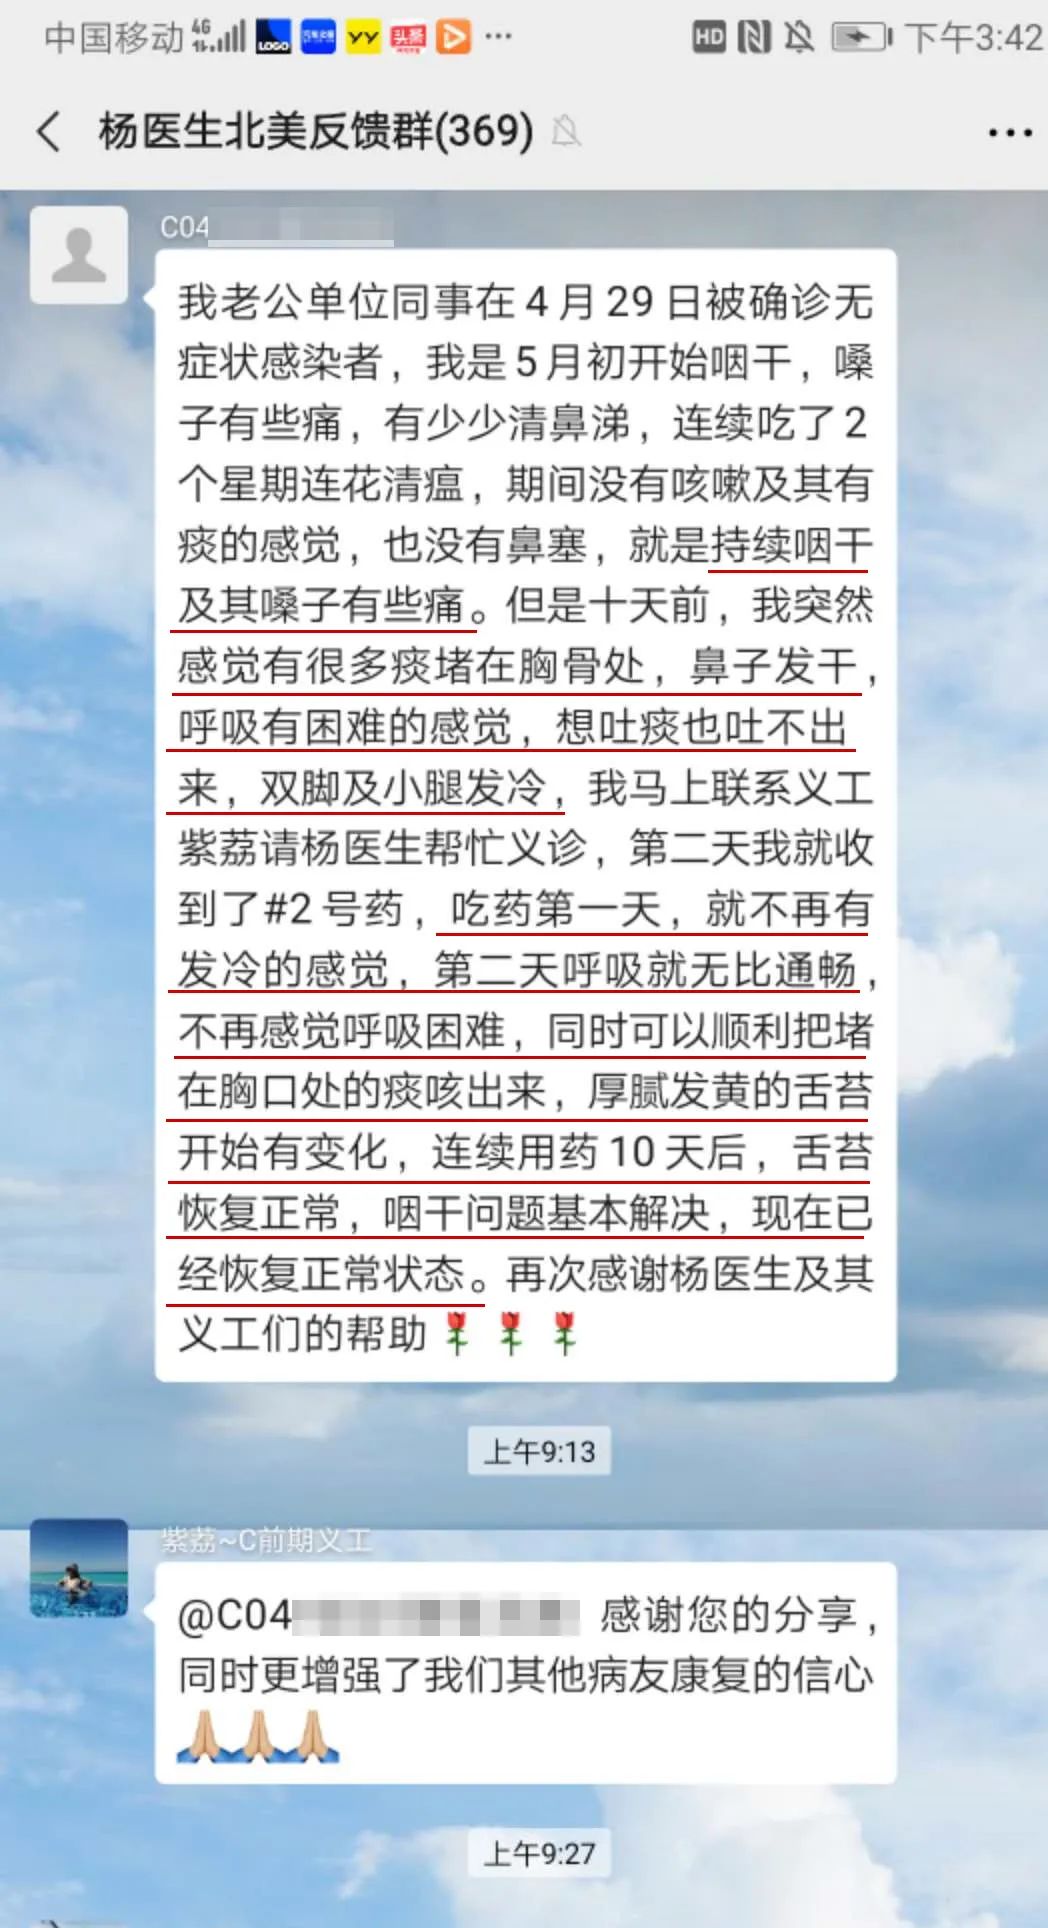 中国移动 4G LOGO YY 头条 ... HD 下午3:42
杨医生北美反馈群(369)
C04
我老公单位同事在4月29日被确诊无
症状感染者，我是5月初开始咽干，嗓
子有些痛，有少少清鼻涕，连续吃了2
个星期连花清瘟，期间没有咳嗽及其有
痰的感觉，也没有鼻塞，就是持续咽干
及其嗓子有些痛。但是十天前，我突然
感觉有很多痰堵在胸骨处，鼻子发干，
呼吸有困难的感觉，想吐痰也吐不出
来，双脚及小腿发冷，我马上联系义工
紫荔请杨医生帮忙义诊，第二天我就收
到了#2号药，吃药第一天，就不再有
发冷的感觉，第二天呼吸就无比通畅，
不再感觉呼吸困难，同时可以顺利把堵
在胸口处的痰咳出来，厚腻发黄的舌苔
开始有变化，连续用药10天后，舌苔
恢复正常，咽干问题基本解决，现在已
经恢复正常状态。再次感谢杨医生及其
义工们的帮助🌹🌹🌹
上午9:13
紫荔~C前期义工
@C04 感谢您的分享，
同时更增强了我们其他病友康复的信心
🙏🙏🙏
上午9:27